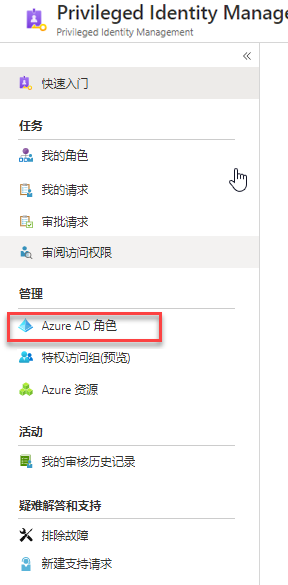 Privileged Identity Manage
Privileged Identity Management
«
快速入门
任务
我的角色
我的请求
审批请求
审阅访问权限
管理
Azure AD 角色
特权访问组(预览)
Azure 资源
活动
我的审核历史记录
疑难解答和支持
排除故障
新建支持请求